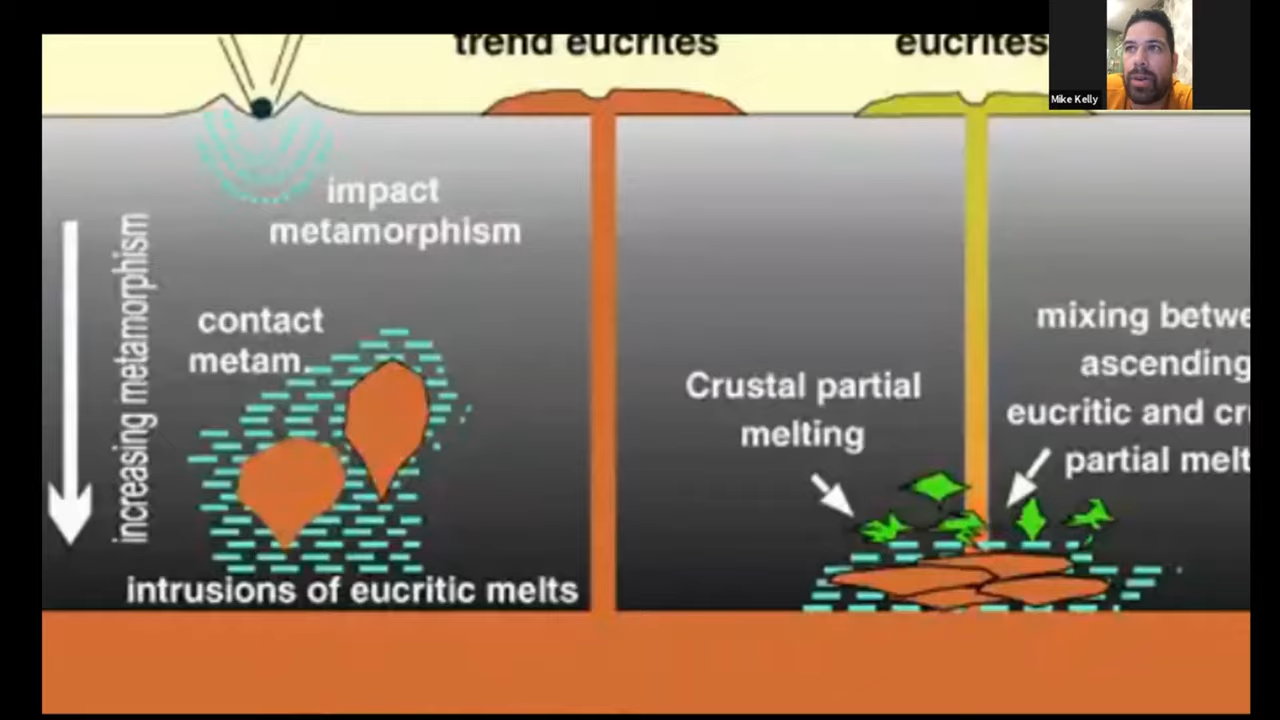 trend eucrites
eucrites
Mike Kelly
impact
metamorphism
increasing metamorphism
contact
metam.
Crustal partial
melting
mixing betwe
ascending
eucritic and cr
partial melt
intrusions of eucritic melts